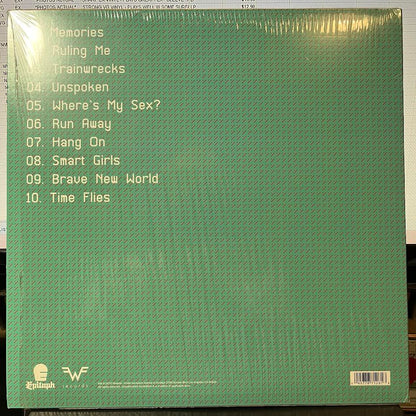 Memories
Ruling Me
Trainwrecks
04. Unspoken
05. Where's My Sex?
06. Run Away
07. Hang On
08. Smart Girls
09. Brave New World
10. Time Flies
Epitaph
W
records